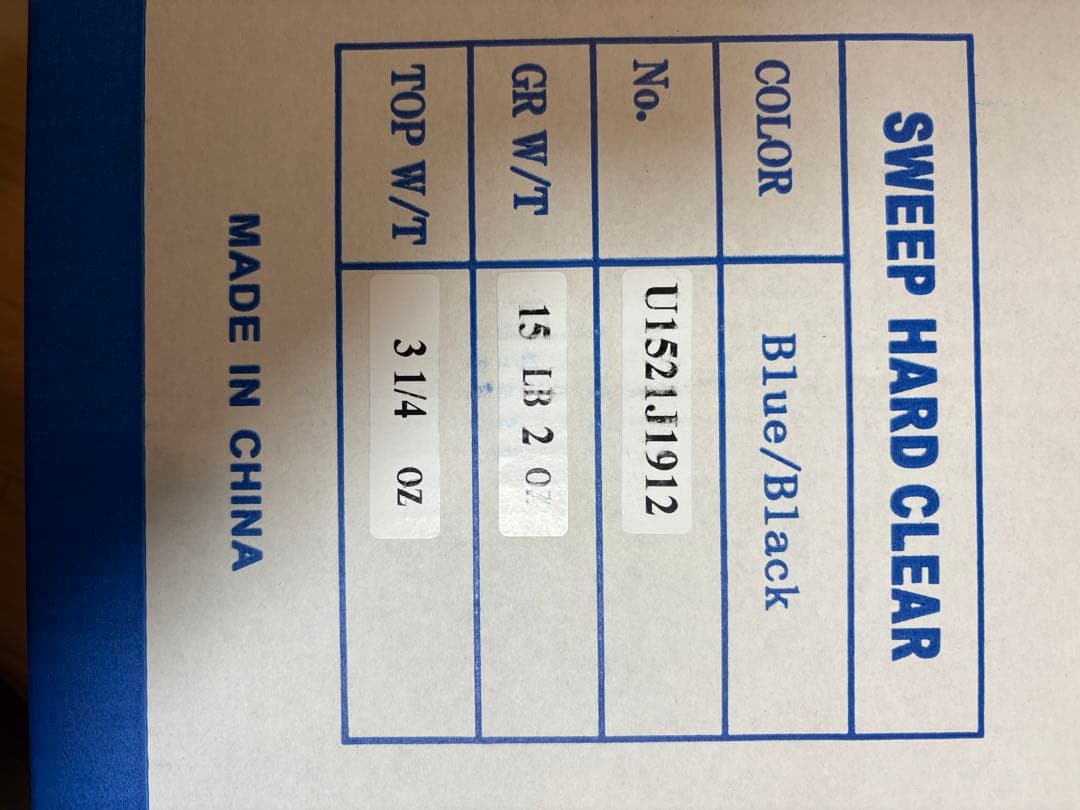 SWEEP HARD CLEAR
COLOR Blue/Black
No. U1521J1912
GR W/T 15 LB 2 OZ
TOP W/T 3 1/4 OZ
MADE IN CHINA